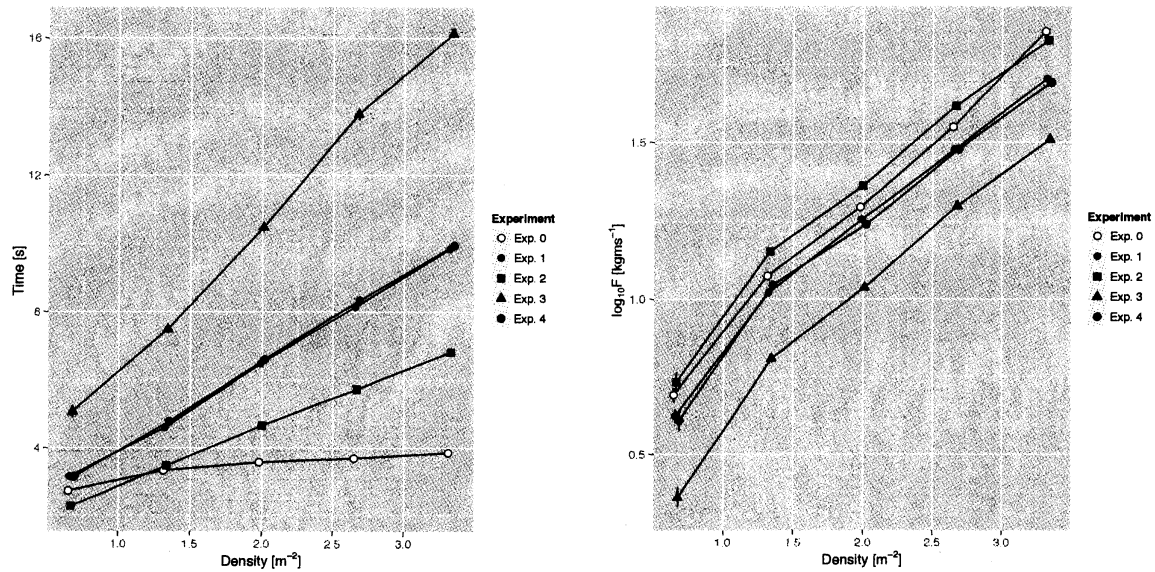 16
12
8
4
Time [s]
1.0
1.5
2.0
2.5
3.0
Density [m⁻²]
Experiment
Exp. 0
Exp. 1
Exp. 2
Exp. 3
Exp. 4
1.5
1.0
0.5
log₁₀F [kgms⁻¹]
1.0
1.5
2.0
2.5
3.0
Density [m⁻²]
Experiment
Exp. 0
Exp. 1
Exp. 2
Exp. 3
Exp. 4